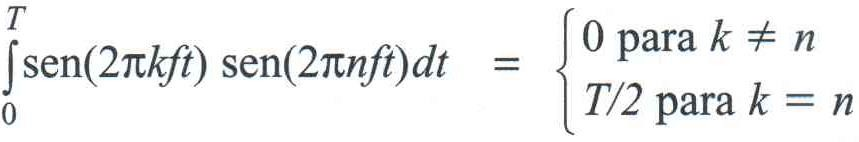 T
∫ sen(2πkft) sen(2πnft)dt = { 0 para k ≠ n
T/2 para k = n
0